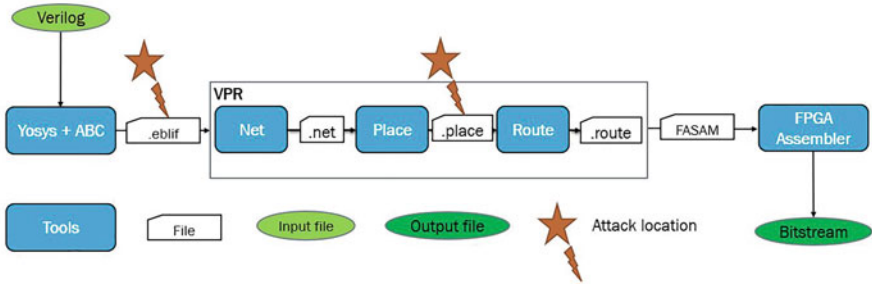 Verilog
VPR
Yosys + ABC
.eblif
Net
.net
Place
.place
Route
.route
FASAM
FPGA
Assembler
Tools
File
Input file
Output file
Attack location
Bitstream